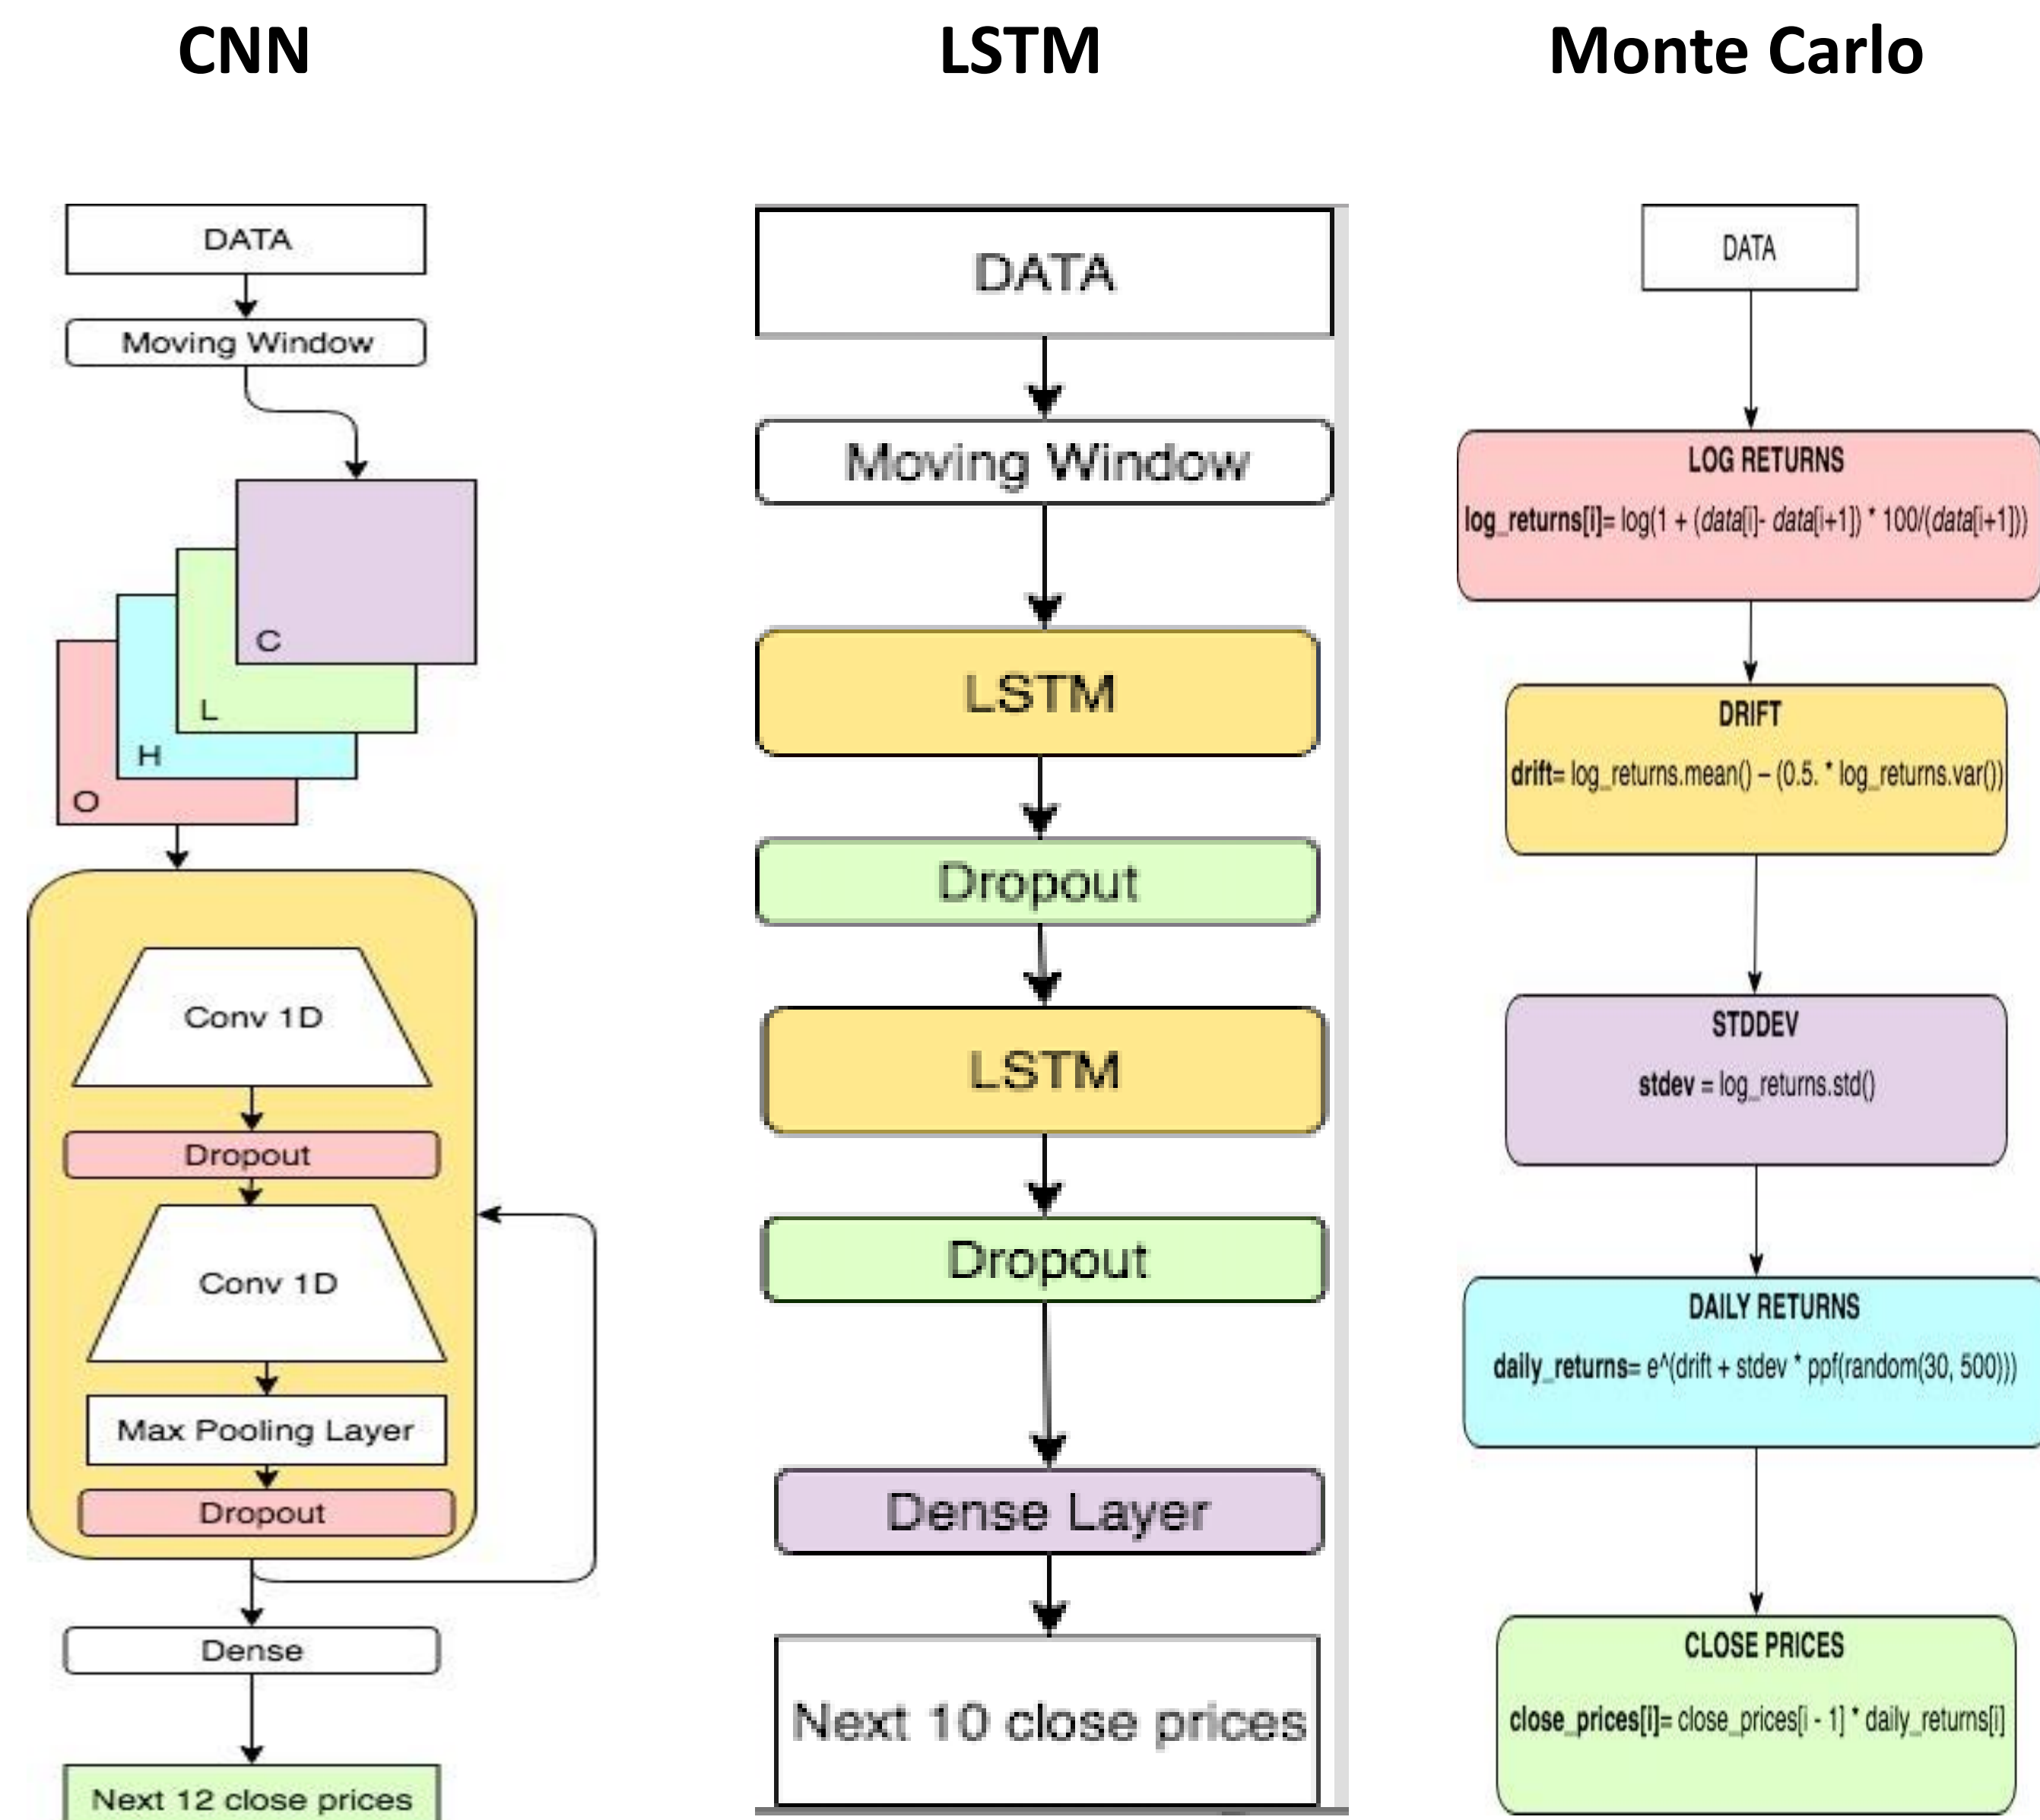 CNN
DATA
Moving Window
C
L
H
O
Conv 1D
Dropout
Conv 1D
Max Pooling Layer
Dropout
Dense
Next 12 close prices
LSTM
DATA
Moving Window
LSTM
Dropout
LSTM
Dropout
Dense Layer
Next 10 close prices
Monte Carlo
DATA
LOG RETURNS
log_returns[i]= log(1 + (data[i]- data[i+1]) * 100/(data[i+1]))
DRIFT
drift= log_returns.mean() – (0.5. * log_returns.var())
STDDEV
stdev = log_returns.std()
DAILY RETURNS
daily_returns= e^(drift + stdev * ppf(random(30, 500)))
CLOSE PRICES
close_prices[i]= close_prices[i - 1] * daily_returns[i]